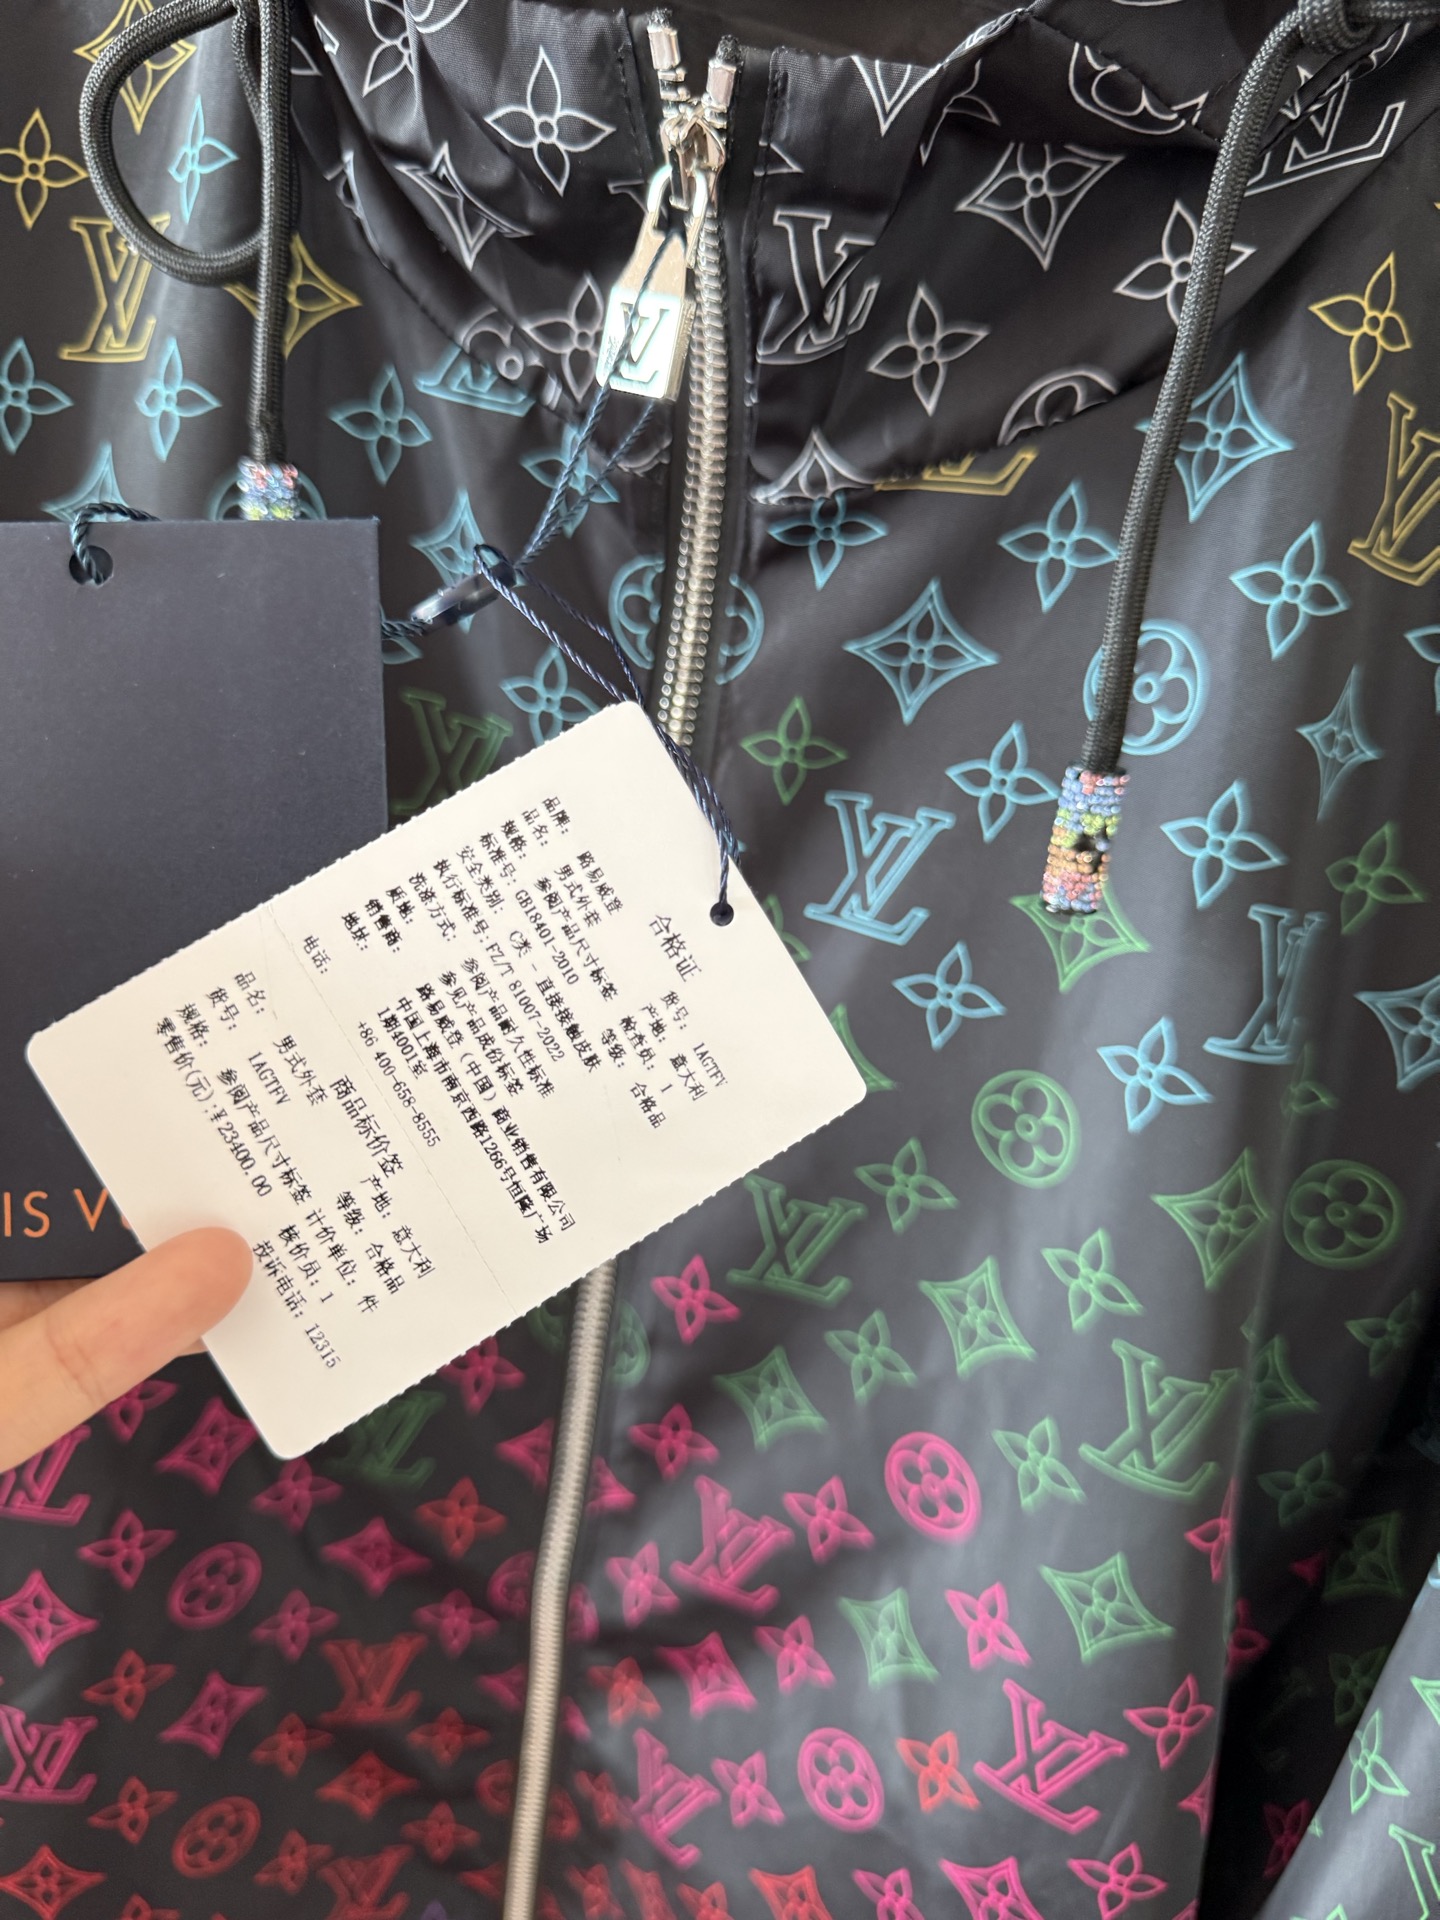 合格证
品牌： 路易威登 货号： 1AGTFV
品名： 男式外套 产地： 意大利
规格： 参阅产品尺寸标签 检查员： 1
标准号：GB18401-2010 等级： 合格品
安全类别： C类 - 直接接触皮肤
执行标准号：FZ/T 81007-2022
洗涤方式： 参阅产品耐久性标准
质地： 参见产品成份标签
销售商： 路易威登（中国）商业销售有限公司
地址： 中国上海市南京西路1266号恒隆广场
1期4001室
电话： +86 400-658-8555
商品标价签
品名： 男式外套 产地： 意大利
货号： 1AGTFV 等级： 合格品
规格： 参阅产品尺寸标签 计价单位： 件
零售价(元)：¥23400.00 核价员：1
投诉电话：12315
LV
IS V